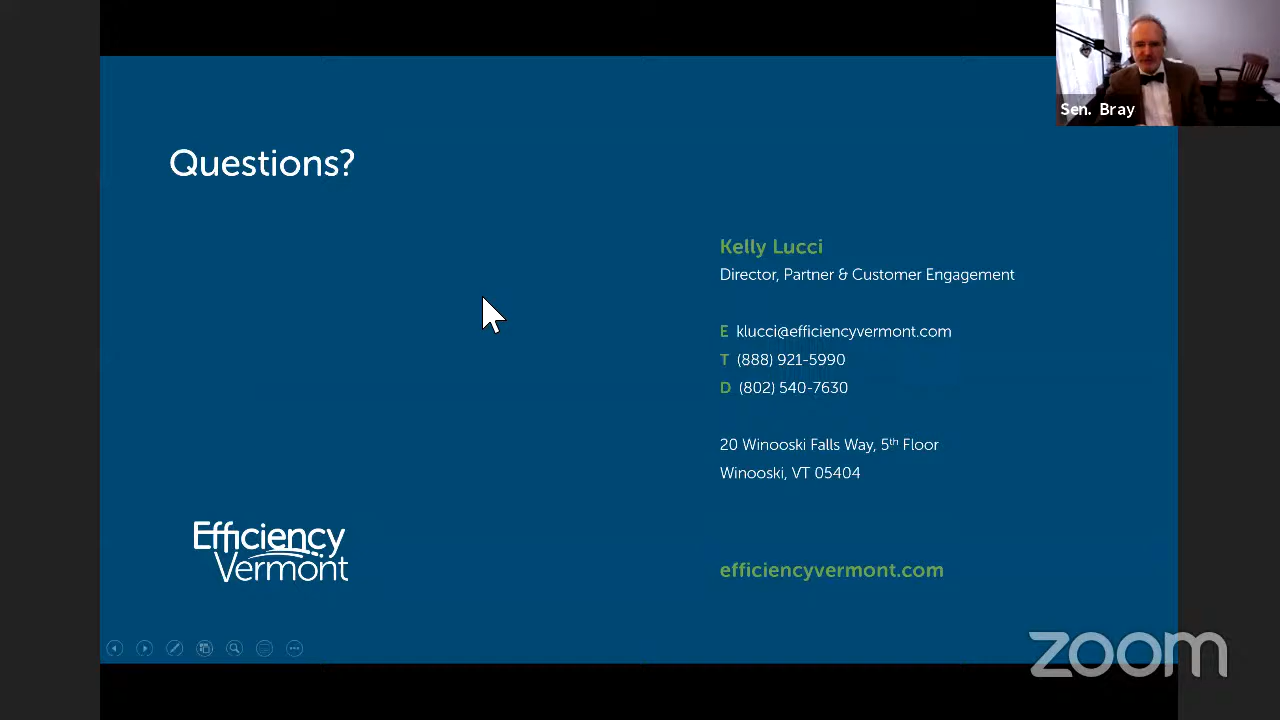 Sen. Bray
Questions?
Kelly Lucci
Director, Partner & Customer Engagement
E klucci@efficiencyvermont.com
T (888) 921-5990
D (802) 540-7630
20 Winooski Falls Way, 5th Floor
Winooski, VT 05404
Efficiency
Vermont
efficiencyvermont.com
zoom